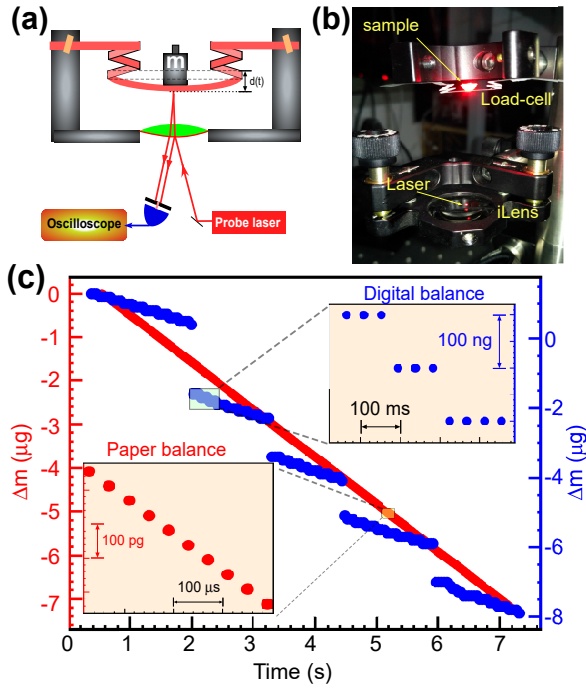 (a)
m
d(t)
Oscilloscope
Probe laser
(b)
sample
Load-cell
Laser
iLens
(c)
Digital balance
100 ng
100 ms
Paper balance
100 pg
100 µs
0
-1
-2
-3
-4
-5
-6
-7
Δm (µg)
0
-2
-4
-6
-8
Δm (µg)
0 1 2 3 4 5 6 7
Time (s)